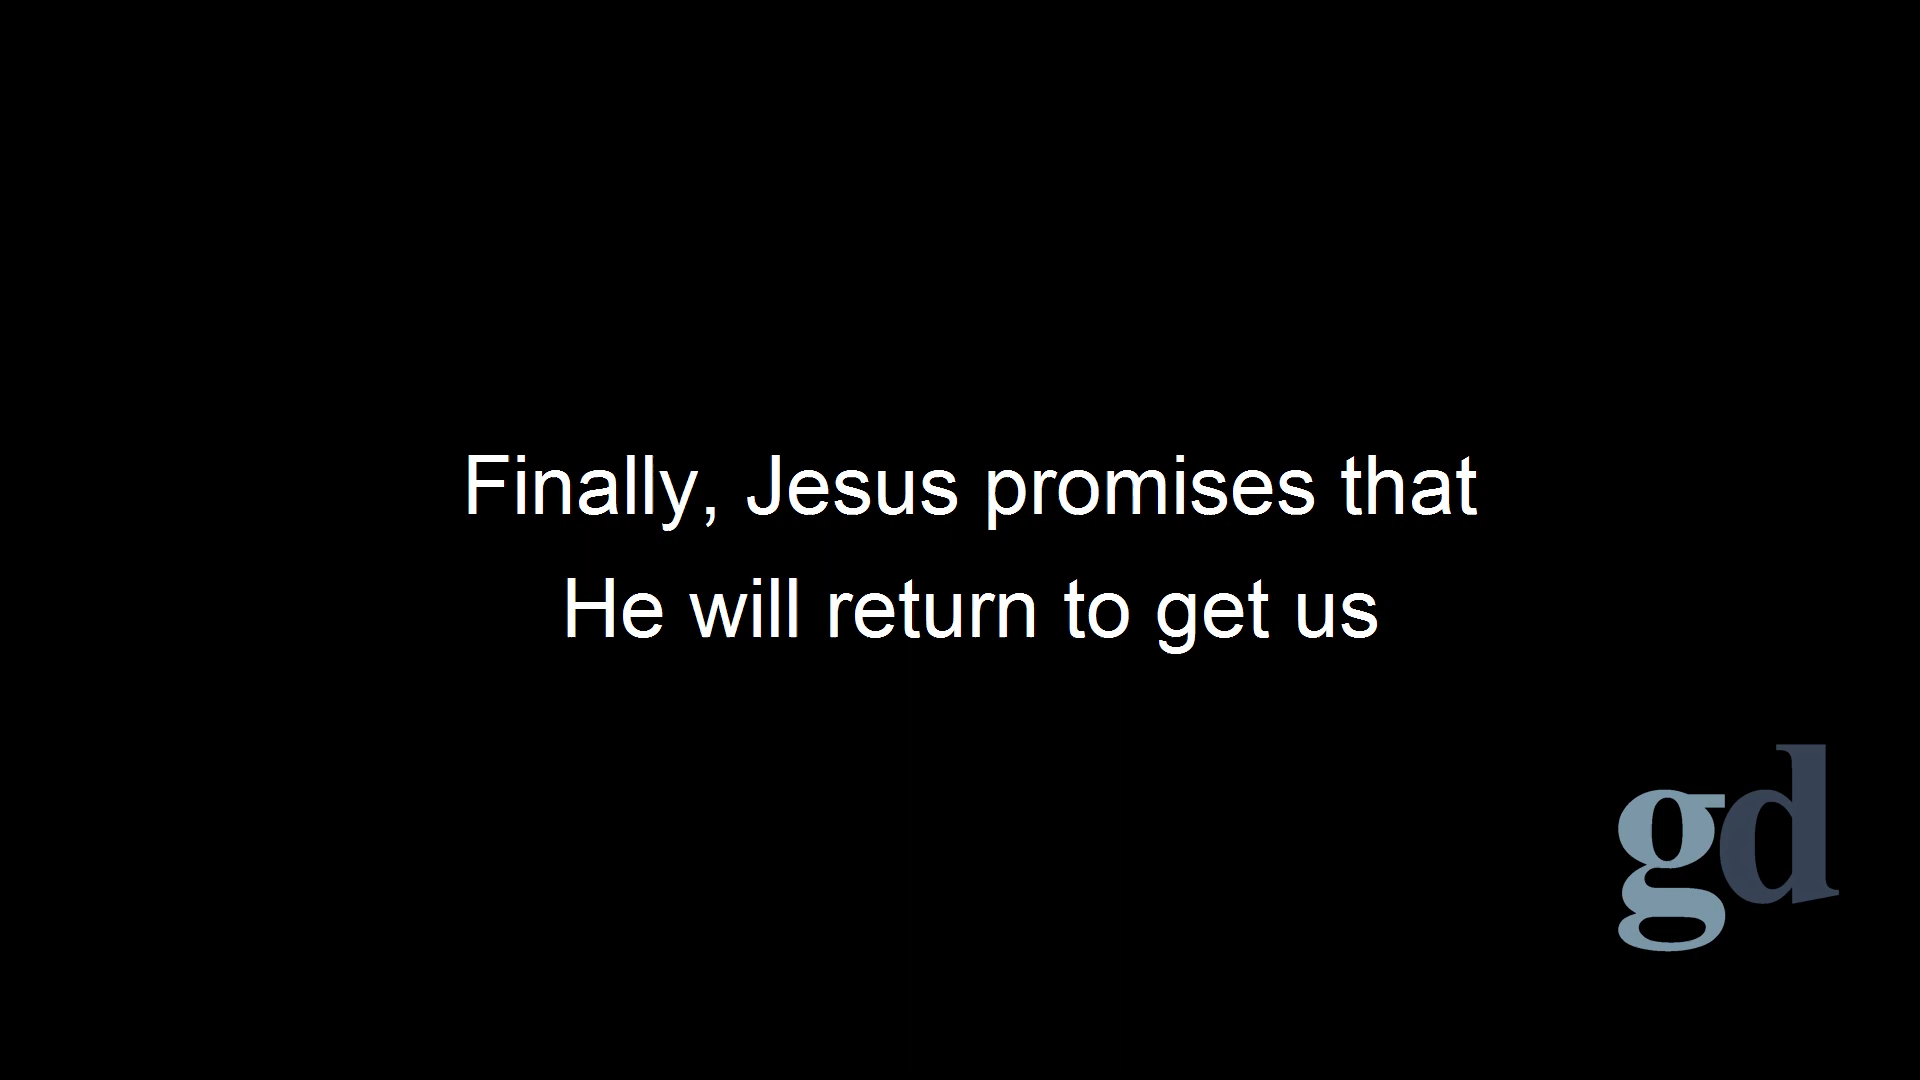 Finally, Jesus promises that
He will return to get us
gd